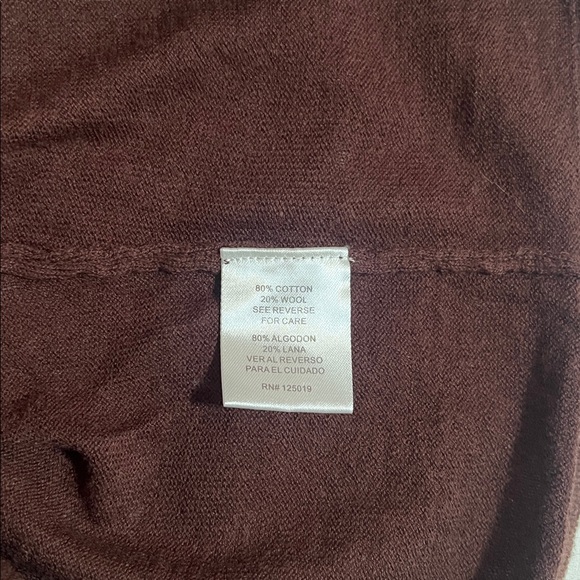 80% COTTON
20% WOOL
SEE REVERSE
FOR CARE
80% ALGODON
20% LANA
VER AL REVERSO
PARA EL CUIDADO
RN# 125019